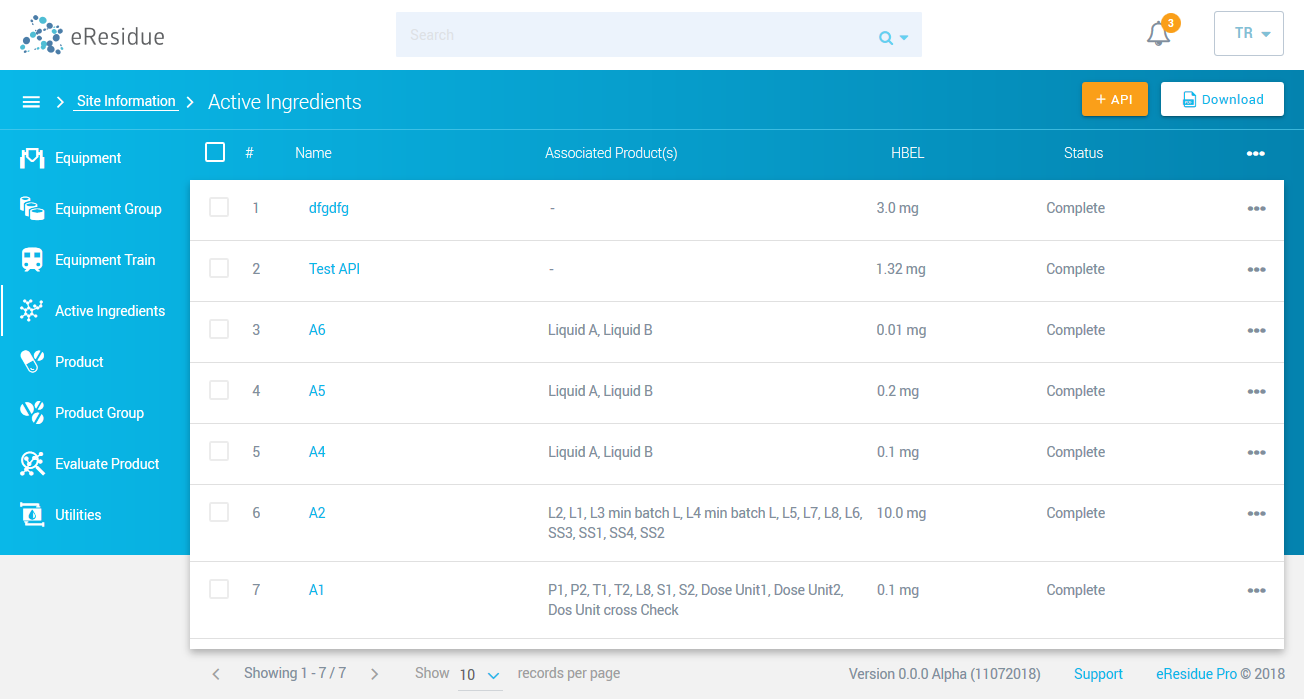 eResidue
Search
3
TR
Site Information
Active Ingredients
+ API
Download
Equipment
Equipment Group
Equipment Train
Active Ingredients
Product
Product Group
Evaluate Product
Utilities
# Name Associated Product(s) HBEL Status
1 dfgdfg - 3.0 mg Complete
2 Test API - 1.32 mg Complete
3 A6 Liquid A, Liquid B 0.01 mg Complete
4 A5 Liquid A, Liquid B 0.2 mg Complete
5 A4 Liquid A, Liquid B 0.1 mg Complete
6 A2 L2, L1, L3 min batch L, L4 min batch L, L5, L7, L8, L6, 10.0 mg Complete
SS3, SS1, SS4, SS2
7 A1 P1, P2, T1, T2, L8, S1, S2, Dose Unit1, Dose Unit2, 0.1 mg Complete
Dos Unit cross Check
Showing 1 - 7 / 7 Show 10 records per page Version 0.0.0 Alpha (11072018) Support eResidue Pro © 2018